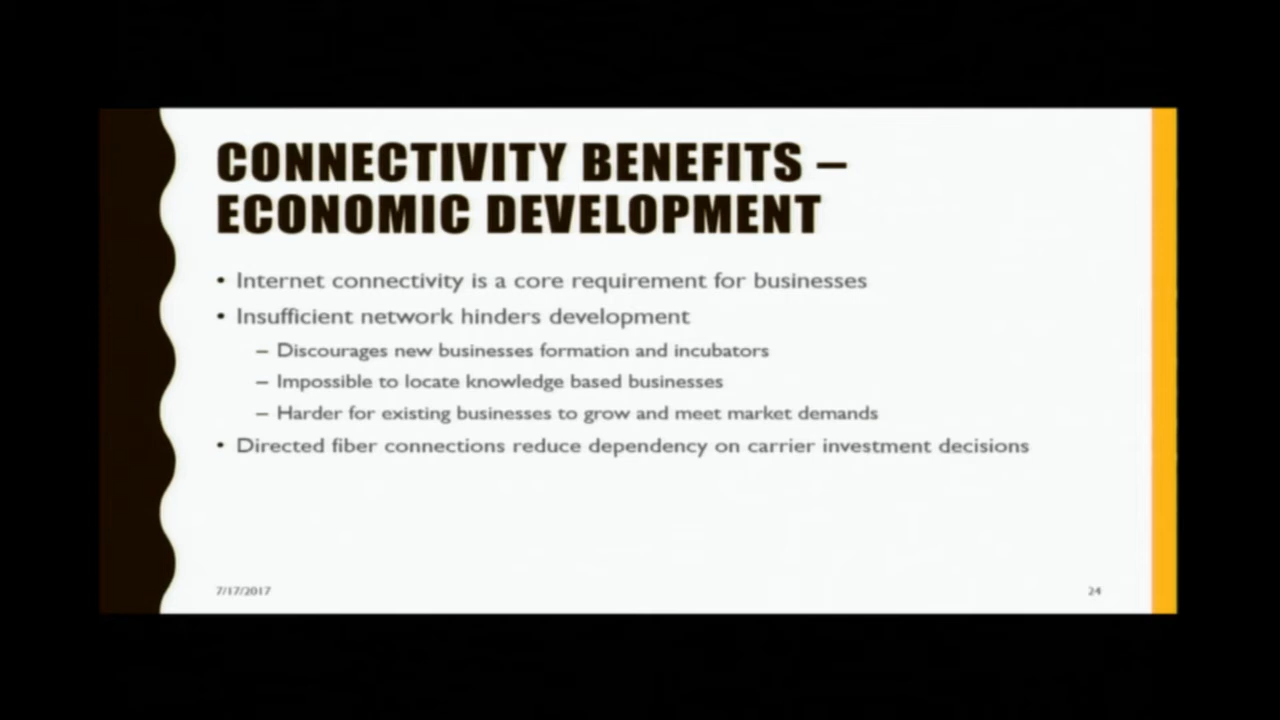 CONNECTIVITY BENEFITS –
ECONOMIC DEVELOPMENT
• Internet connectivity is a core requirement for businesses
• Insufficient network hinders development
– Discourages new businesses formation and incubators
– Impossible to locate knowledge based businesses
– Harder for existing businesses to grow and meet market demands
• Directed fiber connections reduce dependency on carrier investment decisions
7/17/2017
24